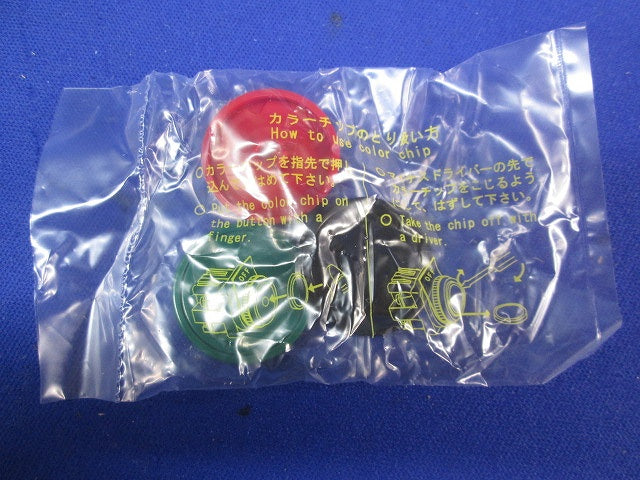 カラーチップのとり扱い方
How to use color chip
○カラーチップを指先で押し
込んではめて下さい。
○ Put the color chip on
the button with a
finger.
○マイナスドライバーの先で
カラーチップをこじるよう
にして、はずして下さい。
○ Take the chip off with
a driver.
OFF
OFF